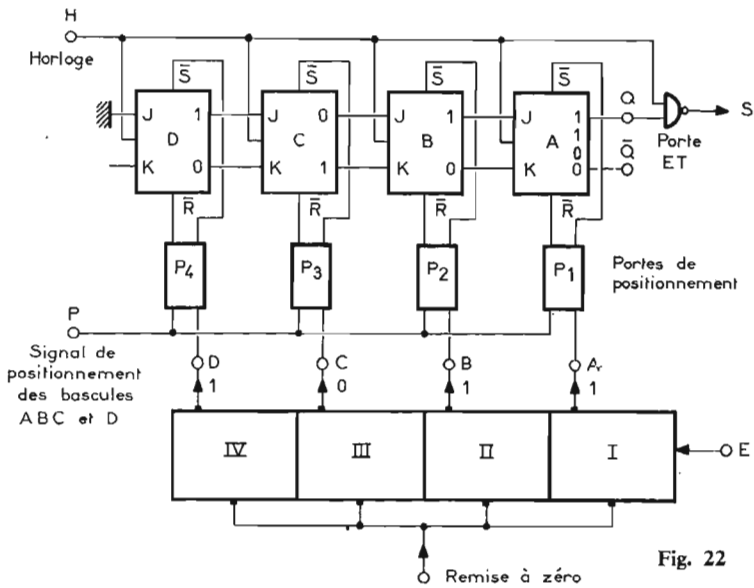 H
Horloge
S̄ S̄ S̄ S̄
J 1 J 0 J 1 J 1 Q S
D C B A 1
0 Q̄
K 0 K 1 K 0 K 0
Porte
ET
R̄ R̄ R̄ R̄
P4 P3 P2 P1
Portes de
positionnement
P
Signal de
positionnement
des bascules
A B C et D
D C B A
1 0 1 1
IV III II I E
Remise à zéro
Fig. 22